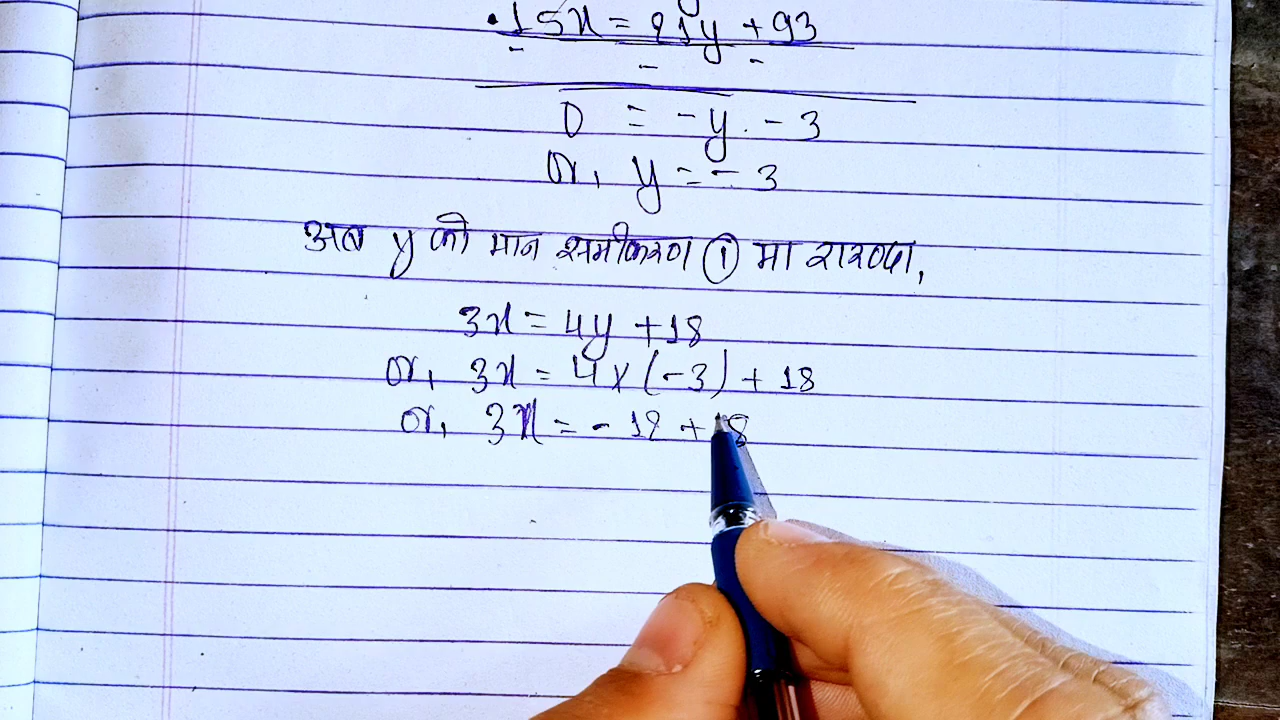 15x = 21y + 93
0 = -y - 3
or, y = - 3
अब y को मान समीकरण ① मा राख्दा,
3x = 4y + 18
or, 3x = 4 × (-3) + 18
or, 3x = - 12 + 18